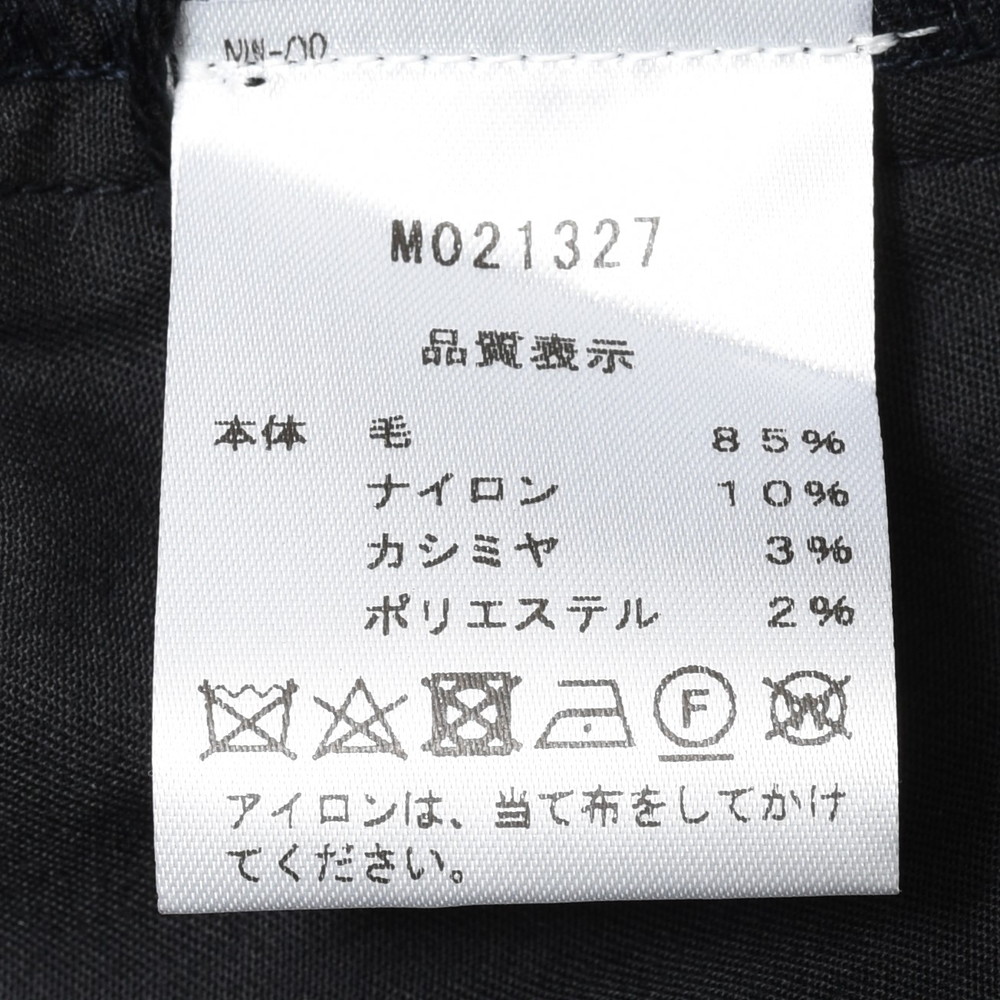 M021327
品質表示
本体 毛 85%
ナイロン 10%
カシミヤ 3%
ポリエステル 2%
F W
アイロンは、当て布をしてかけ
てください。